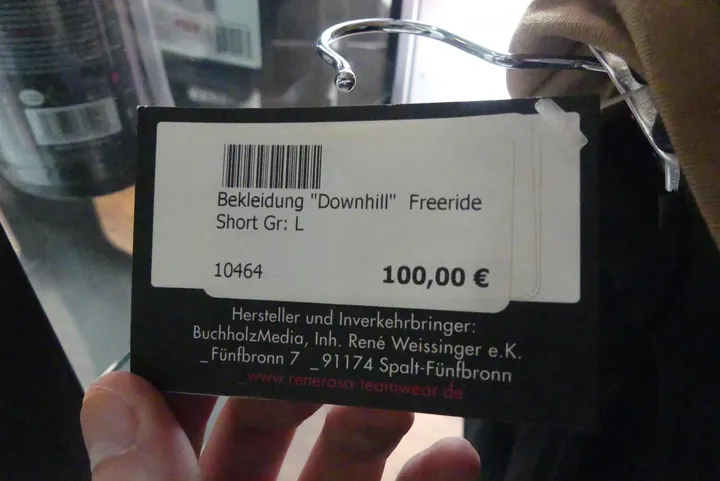 Bekleidung "Downhill" Freeride
Short Gr: L
10464
100,00 €
Hersteller und Inverkehrbringer:
BuchholzMedia, Inh. René Weissinger e.K.
_Fünfbronn 7 _91174 Spalt-Fünfbronn
_www.renerosa-teamwear.de